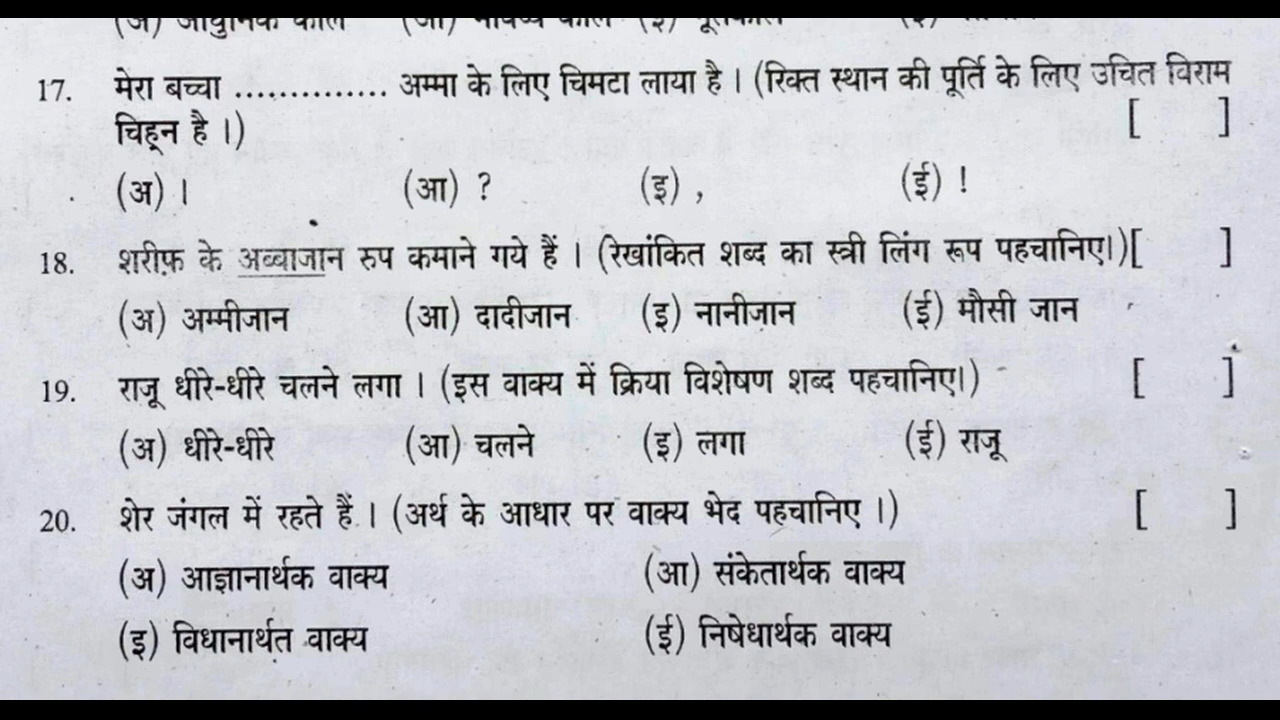 17. मेरा बच्चा .............. अम्मा के लिए चिमटा लाया है । (रिक्त स्थान की पूर्ति के लिए उचित विराम
चिह्न है ।) [ ]
(अ) । (आ) ? (इ) , (ई) !
18. शरीफ़ के अब्बाजान रुप कमाने गये हैं । (रेखांकित शब्द का स्त्री लिंग रूप पहचानिए।) [ ]
(अ) अम्मीजान (आ) दादीजान (इ) नानीजान (ई) मौसी जान
19. राजू धीरे-धीरे चलने लगा । (इस वाक्य में क्रिया विशेषण शब्द पहचानिए।) [ ]
(अ) धीरे-धीरे (आ) चलने (इ) लगा (ई) राजू
20. शेर जंगल में रहते हैं । (अर्थ के आधार पर वाक्य भेद पहचानिए ।) [ ]
(अ) आज्ञानार्थक वाक्य (आ) संकेतार्थक वाक्य
(इ) विधानार्थत वाक्य (ई) निषेधार्थक वाक्य